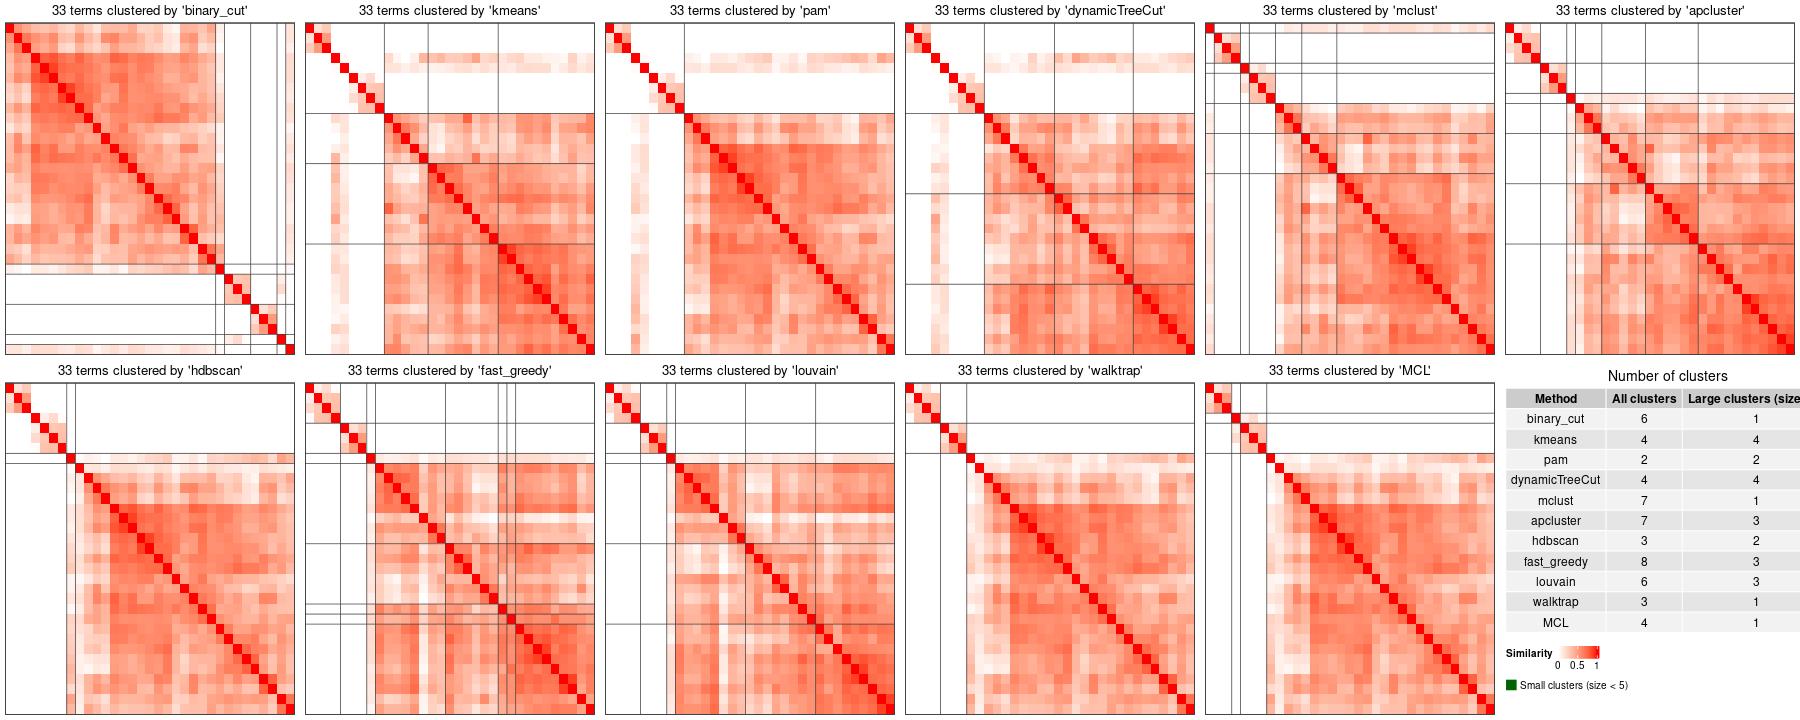 33 terms clustered by 'binary_cut'
33 terms clustered by 'kmeans'
33 terms clustered by 'pam'
33 terms clustered by 'dynamicTreeCut'
33 terms clustered by 'mclust'
33 terms clustered by 'apcluster'
33 terms clustered by 'hdbscan'
33 terms clustered by 'fast_greedy'
33 terms clustered by 'louvain'
33 terms clustered by 'walktrap'
33 terms clustered by 'MCL'
Number of clusters
Method All clusters Large clusters (size
binary_cut 6 1
kmeans 4 4
pam 2 2
dynamicTreeCut 4 4
mclust 7 1
apcluster 7 3
hdbscan 3 2
fast_greedy 8 3
louvain 6 3
walktrap 3 1
MCL 4 1
Similarity
0 0.5 1
Small clusters (size < 5)